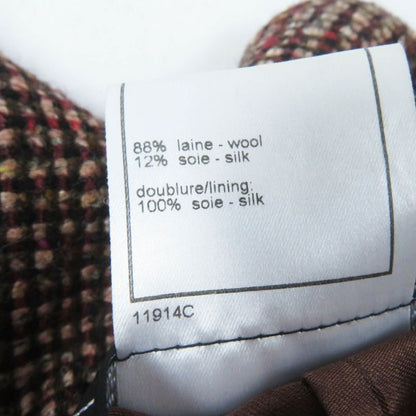 88% laine - wool
12% soie - silk
doublure/lining:
100% soie - silk
11914C